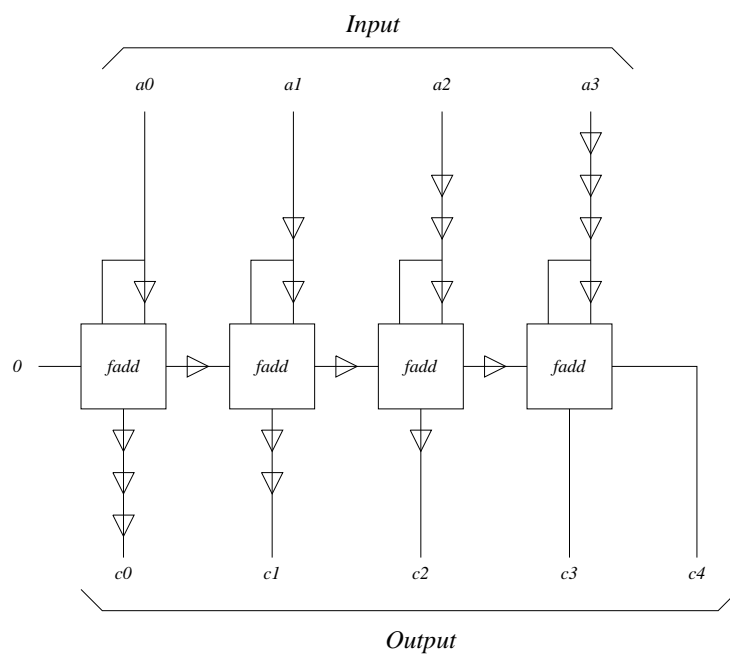 Input
a0 a1 a2 a3
0 fadd fadd fadd fadd
c0 c1 c2 c3 c4
Output